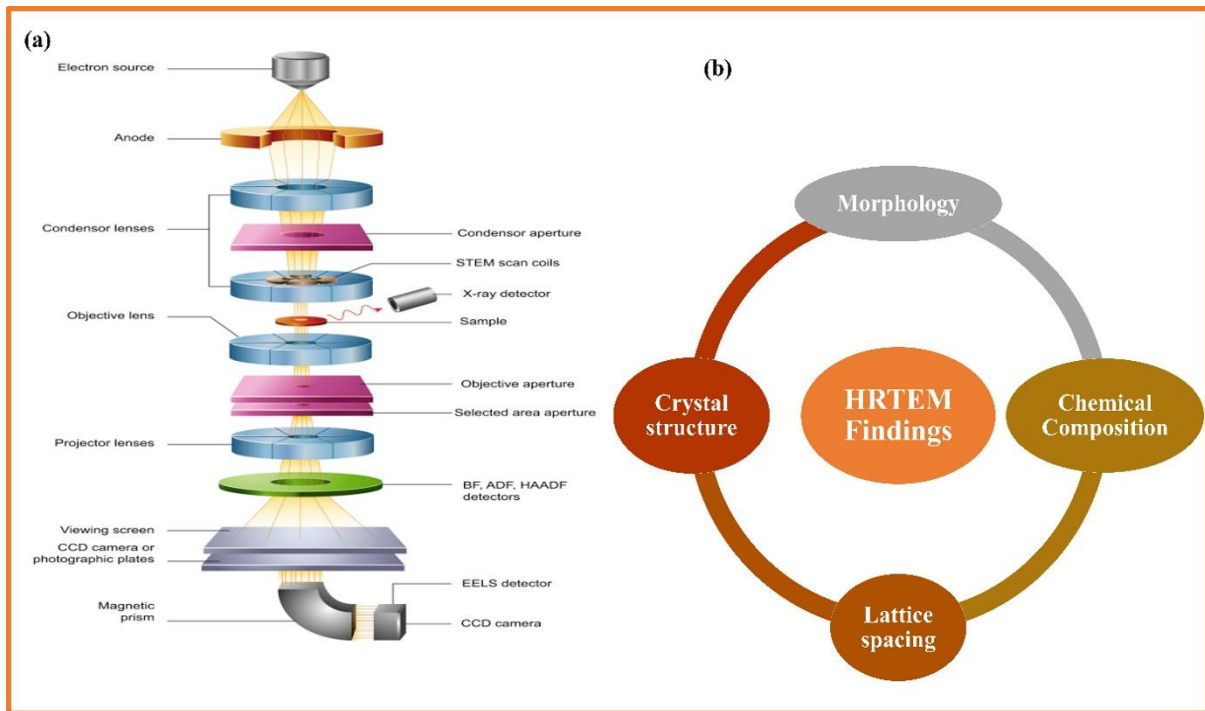 (a)
Electron source
Anode
Condensor lenses
Condensor aperture
STEM scan coils
X-ray detector
Sample
Objective lens
Objective aperture
Selected area aperture
Projector lenses
BF, ADF, HAADF
detectors
Viewing screen
CCD camera or
photographic plates
EELS detector
Magnetic
prism
CCD camera
(b)
Morphology
Crystal
structure
HRTEM
Findings
Chemical
Composition
Lattice
spacing